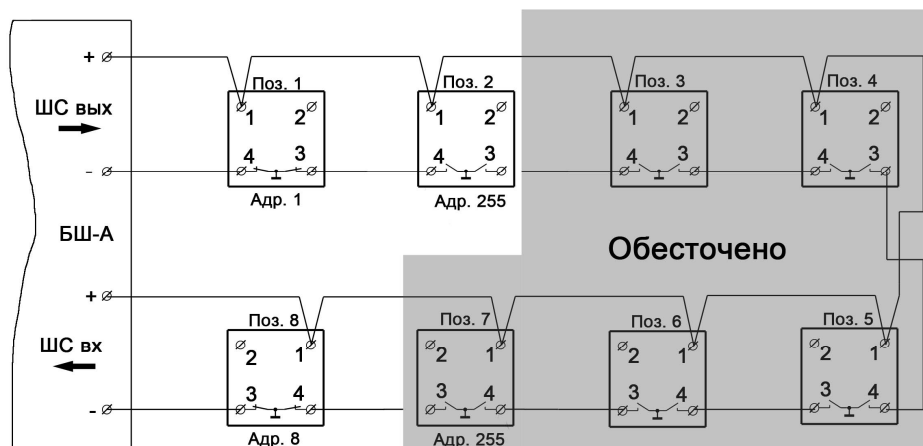 +
ШС вых
-
БШ-А
+
ШС вх
-
Поз. 1
1 2
4 3
Адр. 1
Поз. 2
1 2
4 3
Адр. 255
Поз. 3
1 2
4 3
Поз. 4
1 2
4 3
Обесточено
Поз. 8
2 1
3 4
Адр. 8
Поз. 7
2 1
3 4
Адр. 255
Поз. 6
2 1
3 4
Поз. 5
2 1
3 4